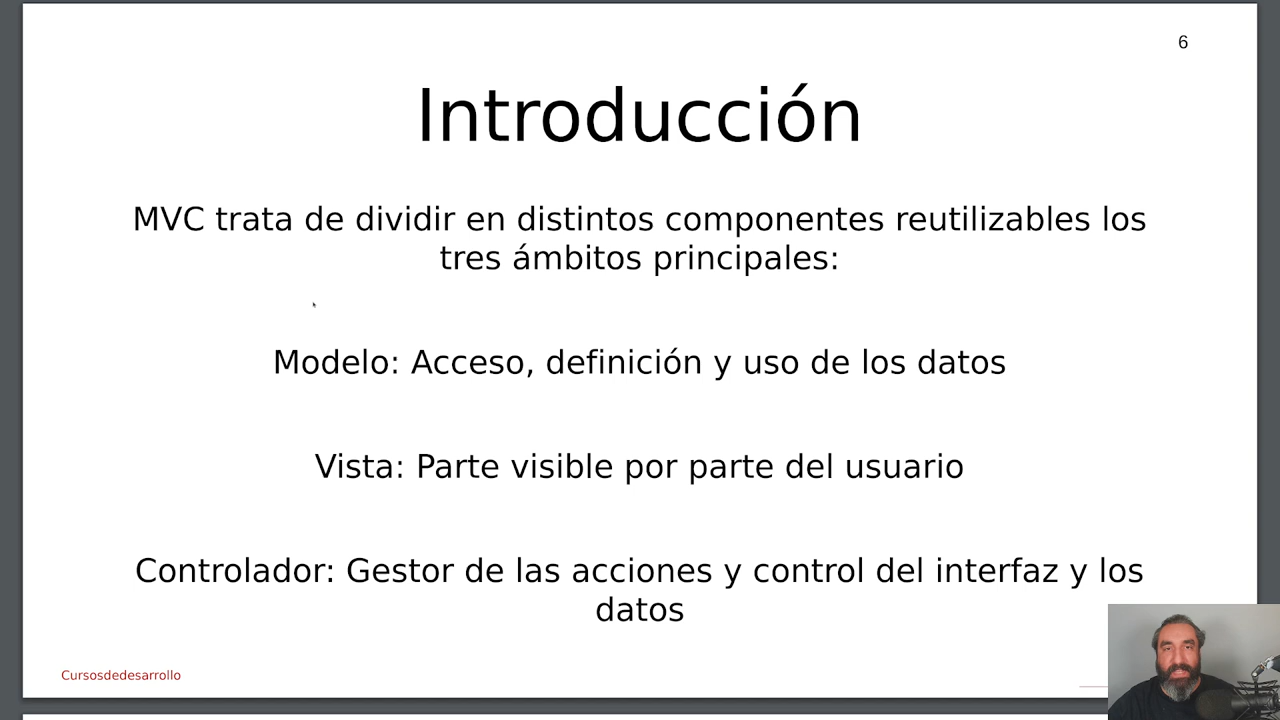 6
Introducción
MVC trata de dividir en distintos componentes reutilizables los
tres ámbitos principales:
Modelo: Acceso, definición y uso de los datos
Vista: Parte visible por parte del usuario
Controlador: Gestor de las acciones y control del interfaz y los
datos
Cursosdedesarrollo